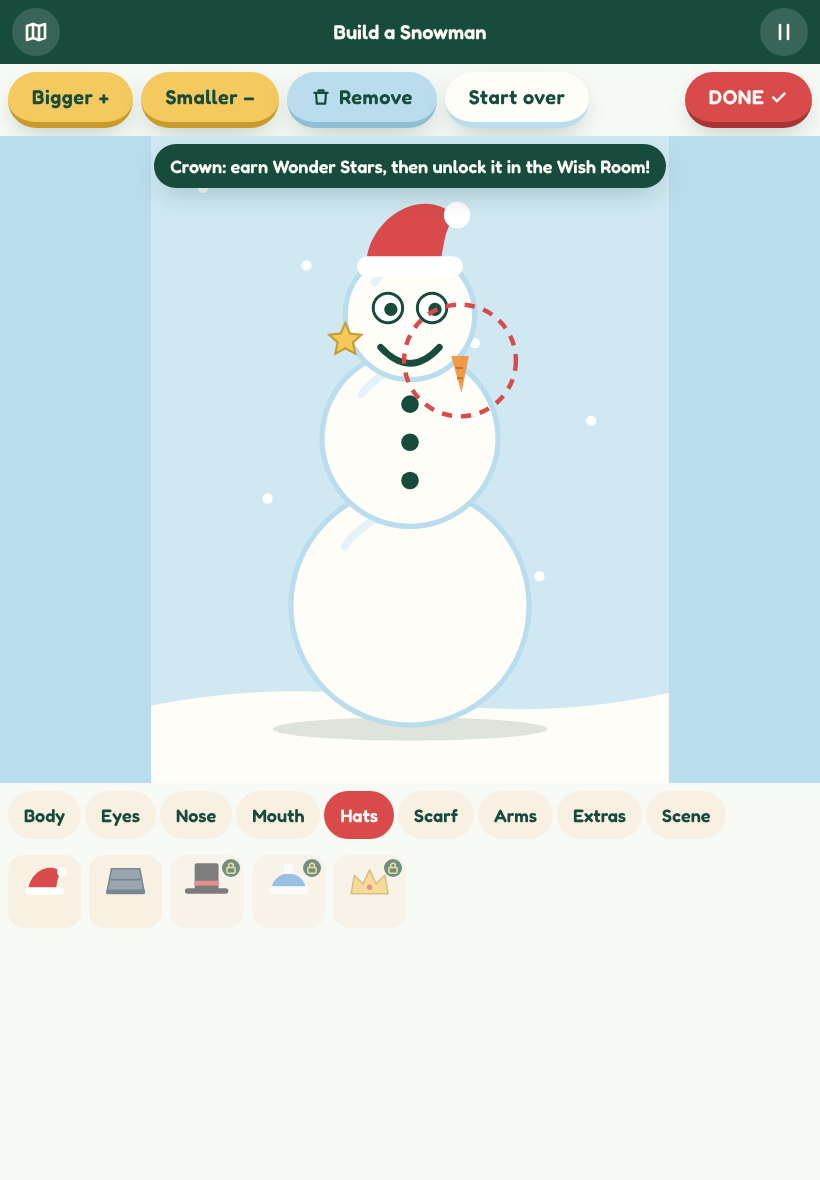 Build a Snowman
Bigger +
Smaller –
Remove
Start over
DONE
Crown: earn Wonder Stars, then unlock it in the Wish Room!
Body
Eyes
Nose
Mouth
Hats
Scarf
Arms
Extras
Scene